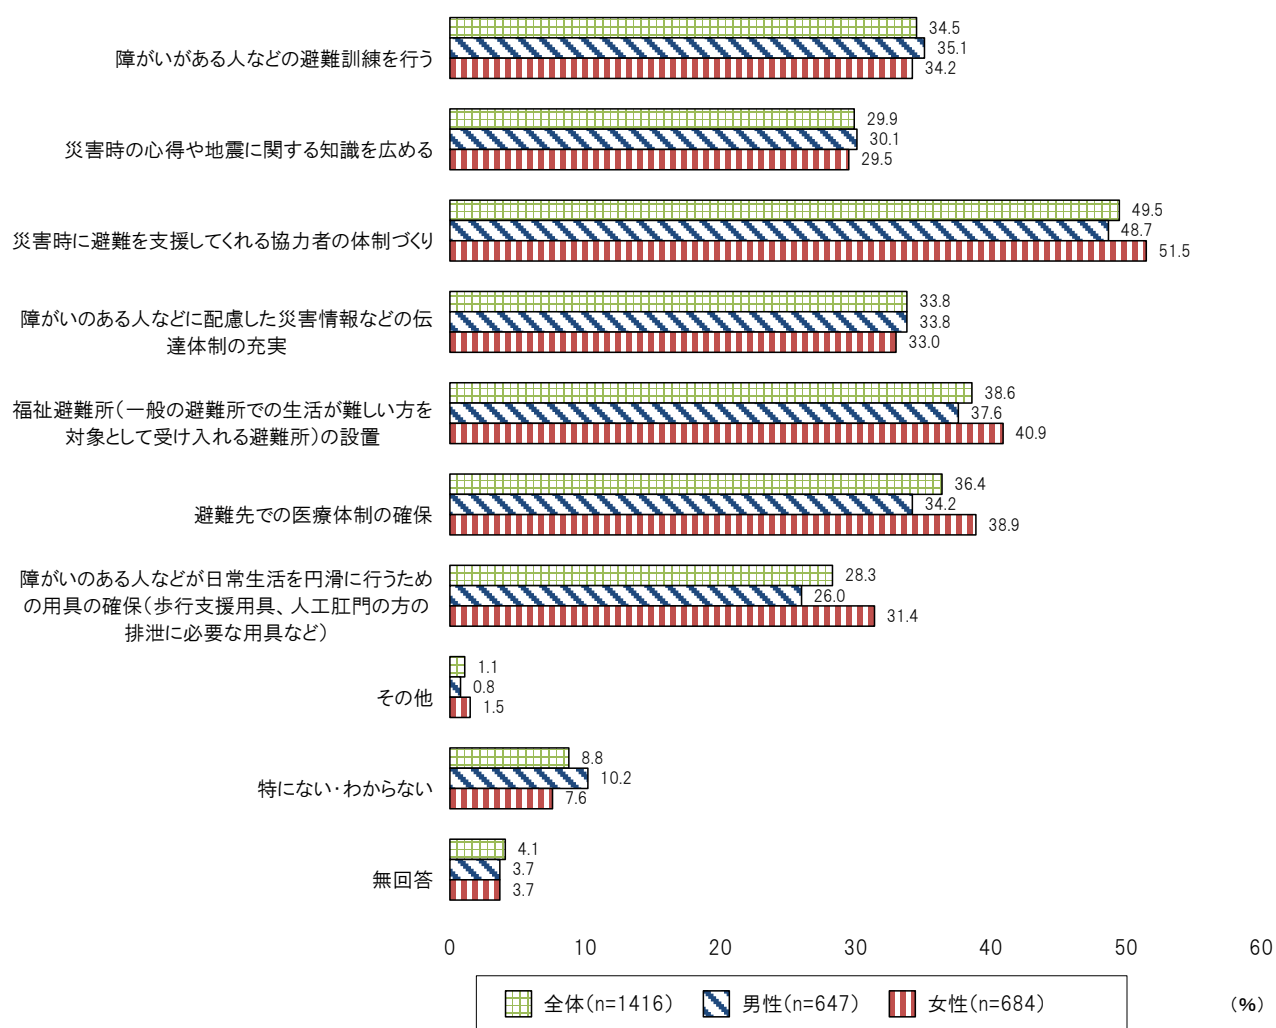 34.5
障がいがある人などの避難訓練を行う
35.1
34.2
29.9
災害時の心得や地震に関する知識を広める
30.1
29.5
49.5
災害時に避難を支援してくれる協力者の体制づくり
48.7
51.5
33.8
障がいのある人などに配慮した災害情報などの伝
達体制の充実
33.8
33.0
38.6
福祉避難所(一般の避難所での生活が難しい方を
対象として受け入れる避難所)の設置
37.6
40.9
36.4
避難先での医療体制の確保
34.2
38.9
28.3
障がいのある人などが日常生活を円滑に行うため
の用具の確保(歩行支援用具、人工肛門の方の
排泄に必要な用具など)
26.0
31.4
1.1
その他
0.8
1.5
8.8
特にない・わからない
10.2
7.6
4.1
無回答
3.7
3.7
0 10 20 30 40 50 60
全体(n=1416) 男性(n=647) 女性(n=684) (%)